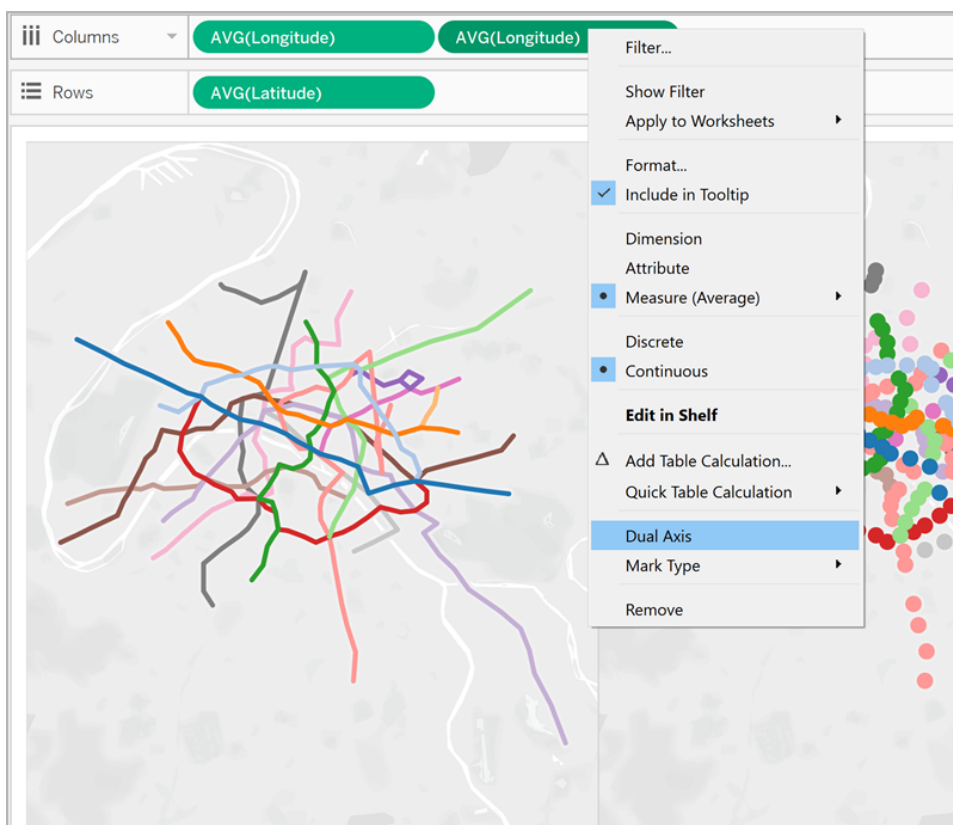 Columns AVG(Longitude) AVG(Longitude)
Rows AVG(Latitude)
Filter...
Show Filter
Apply to Worksheets
Format...
Include in Tooltip
Dimension
Attribute
Measure (Average)
Discrete
Continuous
Edit in Shelf
Add Table Calculation...
Quick Table Calculation
Dual Axis
Mark Type
Remove